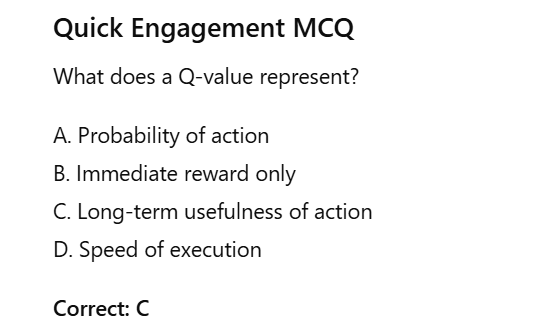 Quick Engagement MCQ
What does a Q-value represent?
A. Probability of action
B. Immediate reward only
C. Long-term usefulness of action
D. Speed of execution
Correct: C